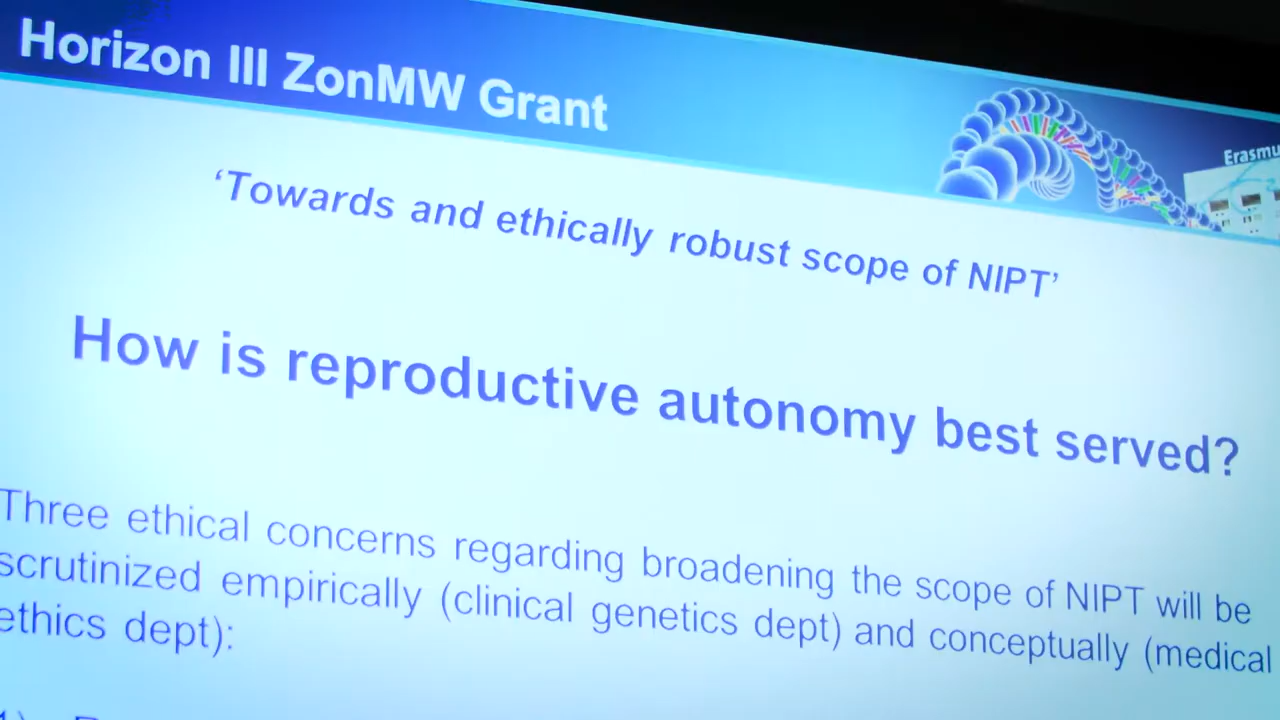 Horizon III ZonMW Grant
‘Towards and ethically robust scope of NIPT’
How is reproductive autonomy best served?
Three ethical concerns regarding broadening the scope of NIPT will be
scrutinized empirically (clinical genetics dept) and conceptually (medical
ethics dept):